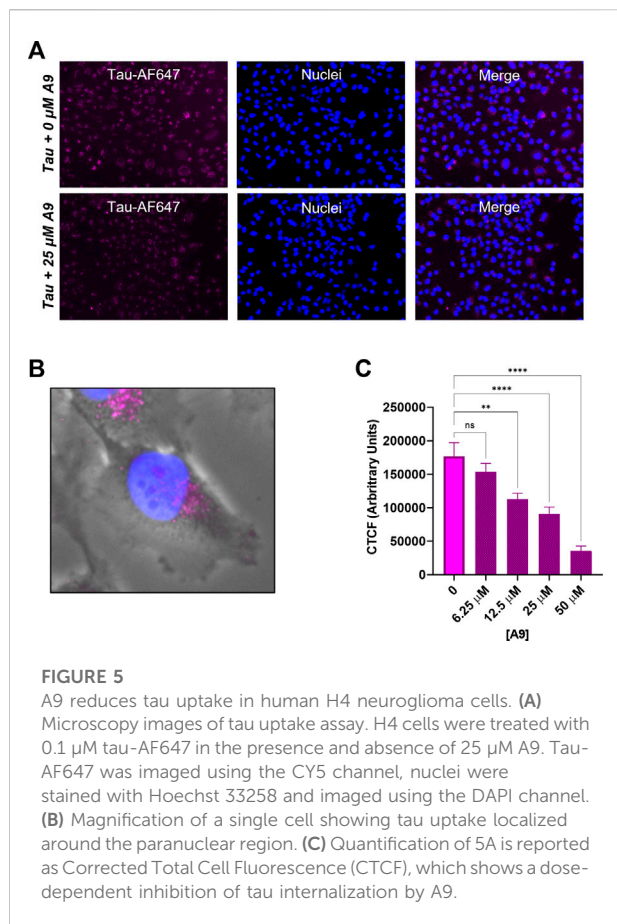 A
Tau + 0 µM A9
Tau-AF647
Nuclei
Merge
Tau + 25 µM A9
Tau-AF647
Nuclei
Merge
B
C
****
****
**
ns
CTCF (Arbritrary Units)
250000
200000
150000
100000
50000
0
0
6.25 µM
12.5 µM
25 µM
50 µM
[A9]
FIGURE 5
A9 reduces tau uptake in human H4 neuroglioma cells. (A)
Microscopy images of tau uptake assay. H4 cells were treated with
0.1 µM tau-AF647 in the presence and absence of 25 µM A9. Tau-
AF647 was imaged using the CY5 channel, nuclei were
stained with Hoechst 33258 and imaged using the DAPI channel.
(B) Magnification of a single cell showing tau uptake localized
around the paranuclear region. (C) Quantification of 5A is reported
as Corrected Total Cell Fluorescence (CTCF), which shows a dose-
dependent inhibition of tau internalization by A9.